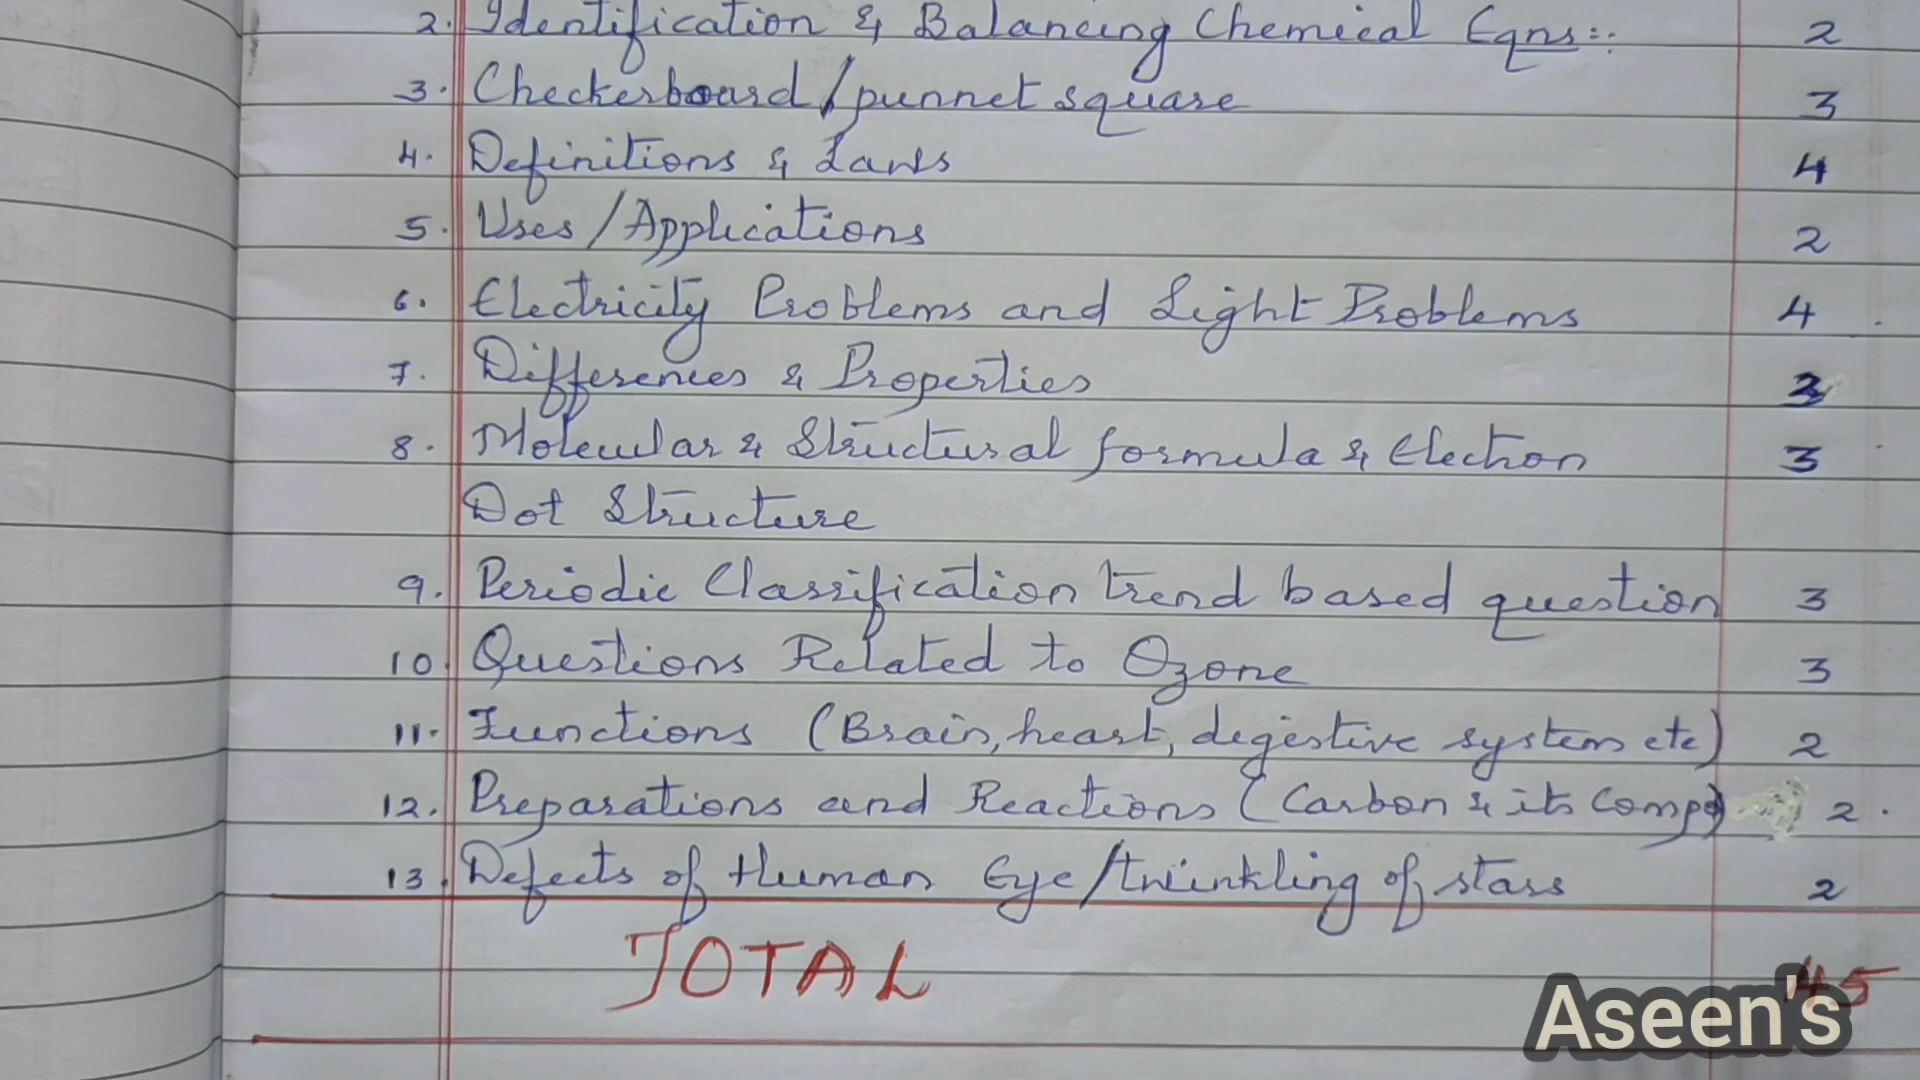 2. Identification & Balancing Chemical Eqns::  2
3. Checkerboard/punnet square  3
4. Definitions & Laws  4
5. Uses/Applications  2
6. Electricity Problems and Light Problems  4
7. Differences & Properties
8. Molecular & Structural formula & Electron  3
Dot Structure
9. Periodic Classification trend based question  3
10. Questions Related to Ozone  3
11. Functions (Brain, heart, digestive system etc)  2
12. Preparations and Reactions (Carbon & its Comp)  2.
13. Defects of Human Eye/twinkling of stars  2
TOTAL  45
Aseen's